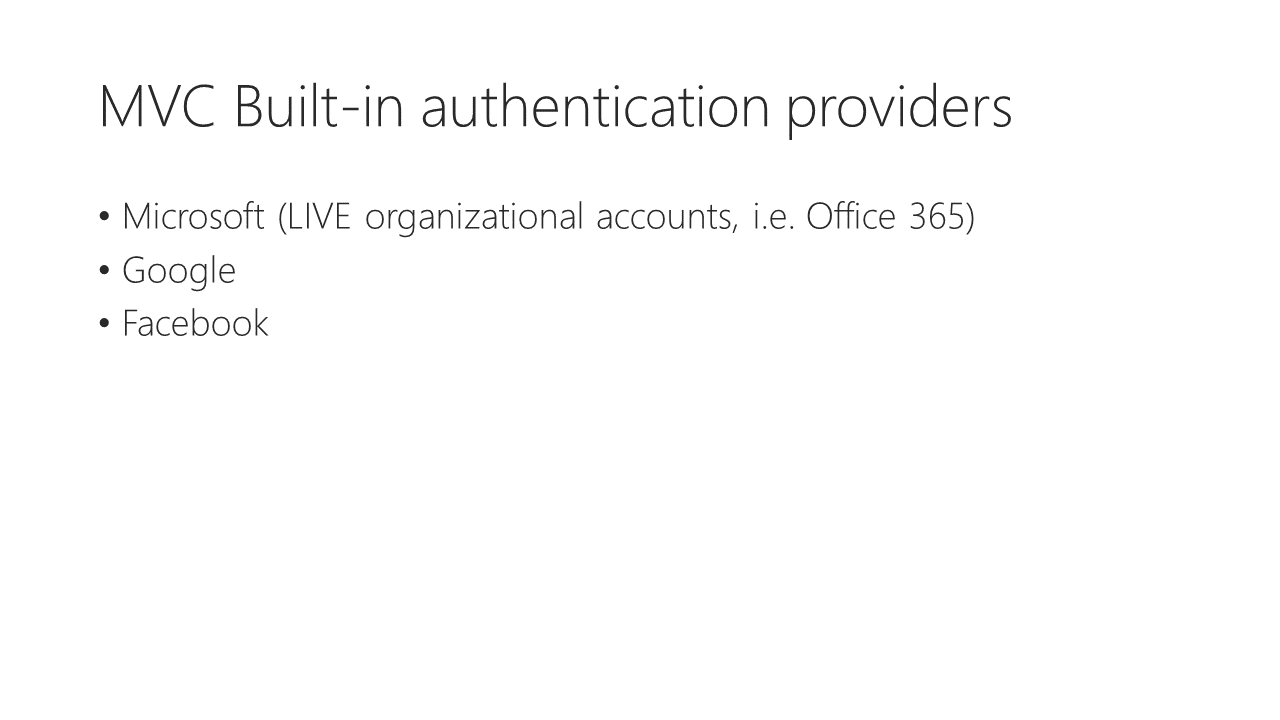 MVC Built-in authentication providers
• Microsoft (LIVE organizational accounts, i.e. Office 365)
• Google
• Facebook